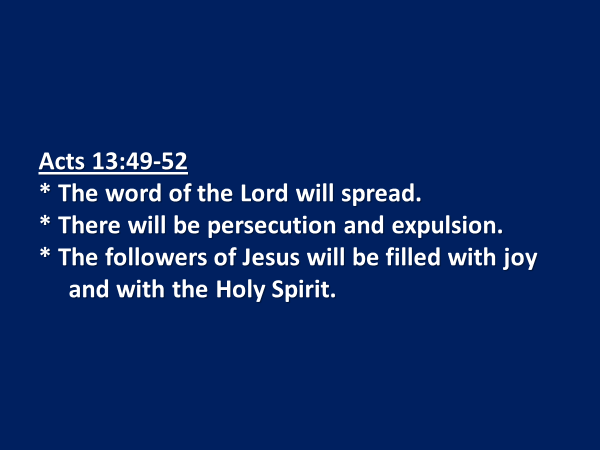 Acts 13:49-52
* The word of the Lord will spread.
* There will be persecution and expulsion.
* The followers of Jesus will be filled with joy
and with the Holy Spirit.